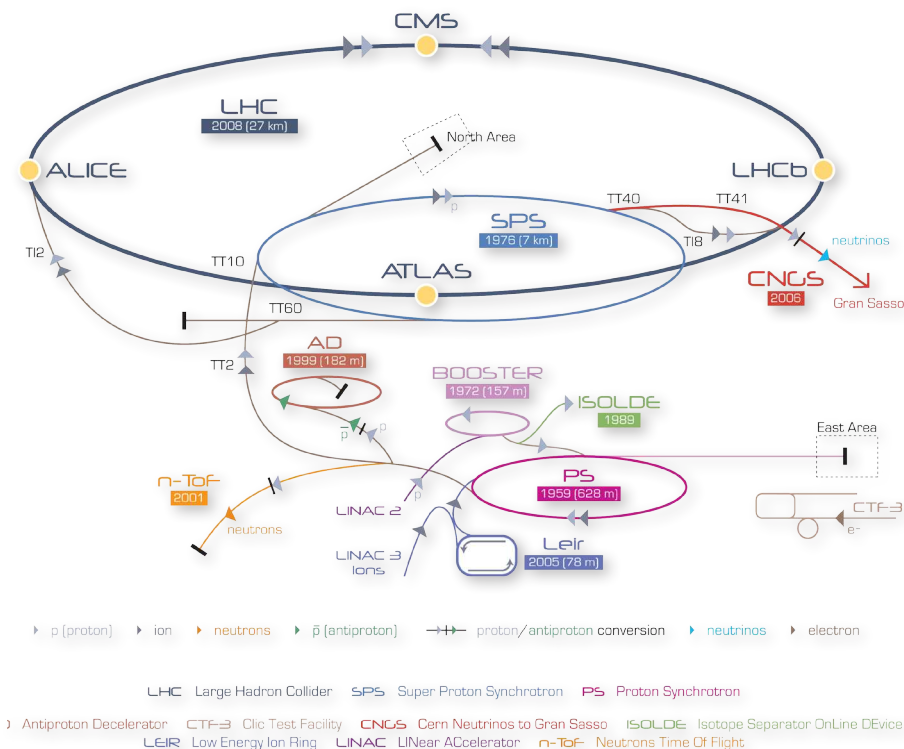 CMS
LHC
2008 (27 km)
North Area
ALICE
LHCb
TT40
TT41
p
SPS
1976 (7 km)
TI8
neutrinos
TI2
TT10
ATLAS
CNGS
2006
Gran Sasso
TT60
AD
1999 (182 m)
TT2
BOOSTER
1972 (157 m)
ISOLDE
1989
p
p̄
East Area
n-ToF
2001
PS
1959 (628 m)
p
LINAC 2
neutrons
CTF-3
e-
LINAC 3
Ions
Leir
2005 (78 m)
p (proton) ion neutrons p̄ (antiproton) proton/antiproton conversion neutrinos electron
LHC Large Hadron Collider SPS Super Proton Synchrotron PS Proton Synchrotron
Antiproton Decelerator CTF-3 Clic Test Facility CNGS Cern Neutrinos to Gran Sasso ISOLDE Isotope Separator OnLine DEvice
LEIR Low Energy Ion Ring LINAC LINear ACcelerator n-ToF Neutrons Time Of Flight